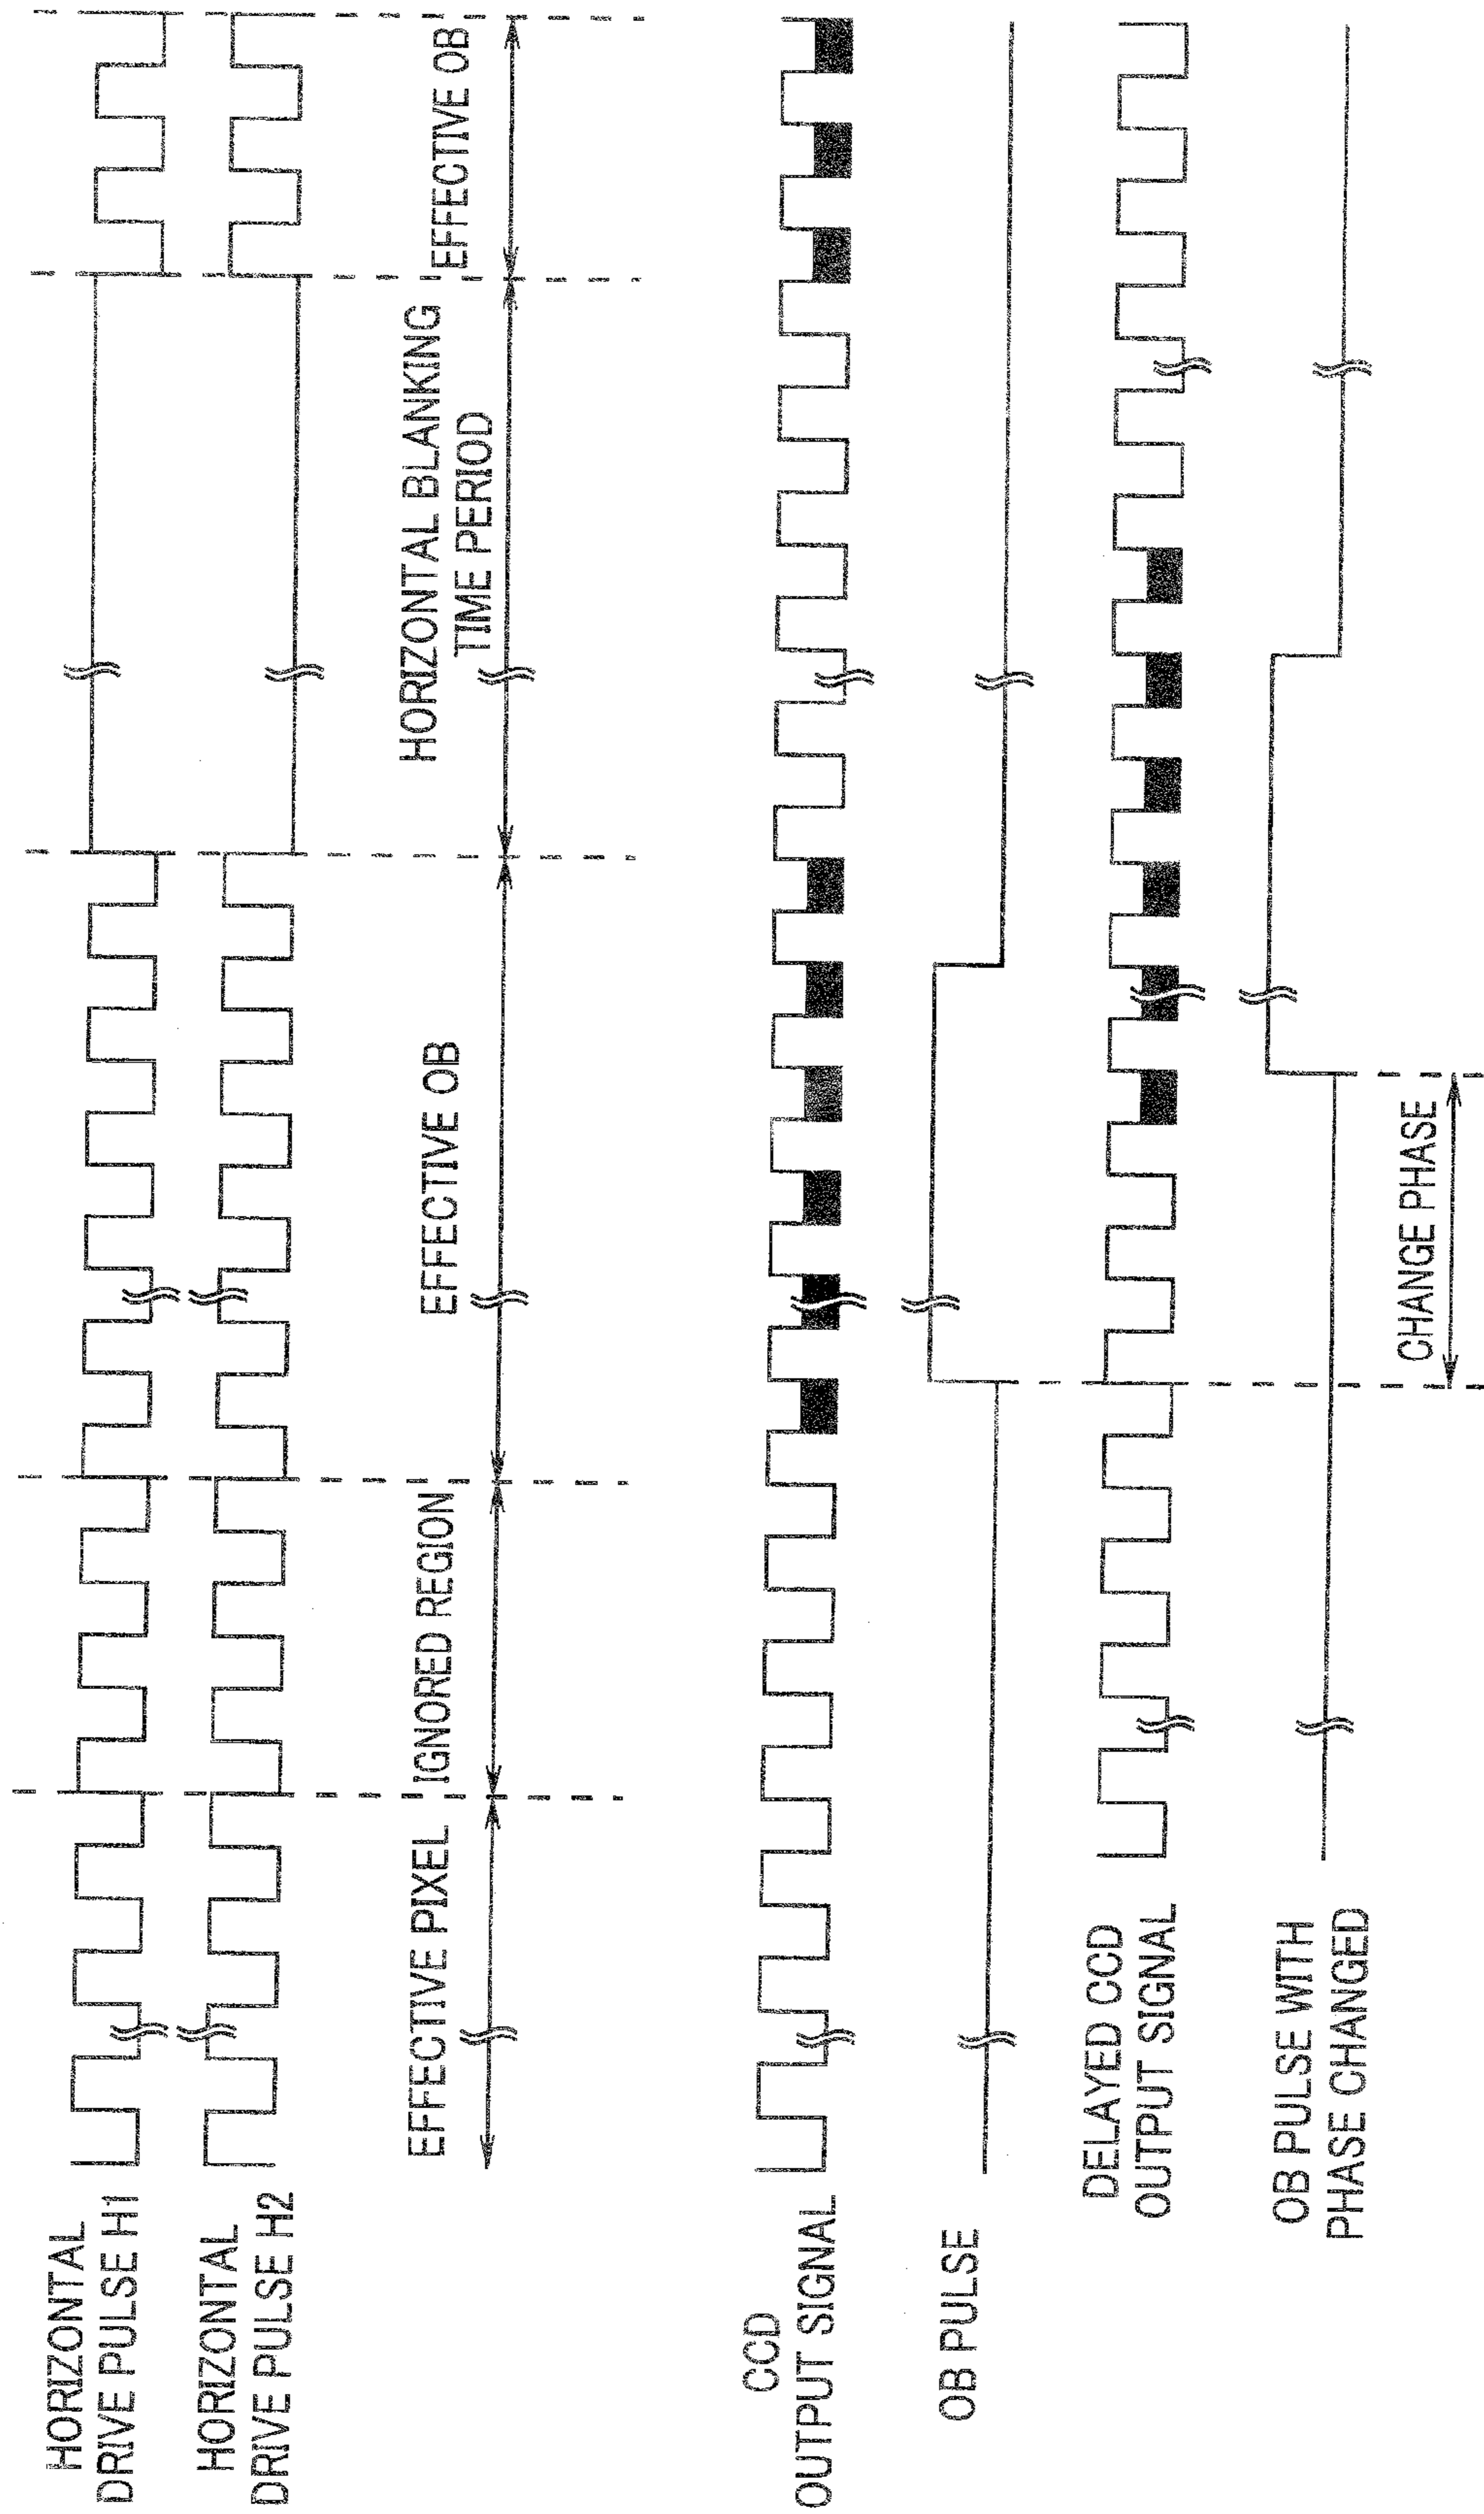 HORIZONTAL
DRIVE PULSE H1
HORIZONTAL
DRIVE PULSE H2
EFFECTIVE PIXEL
IGNORED REGION
EFFECTIVE OB
HORIZONTAL BLANKING
TIME PERIOD
EFFECTIVE OB
CCD
OUTPUT SIGNAL
OB PULSE
DELAYED CCD
OUTPUT SIGNAL
OB PULSE WITH
PHASE CHANGED
CHANGE PHASE